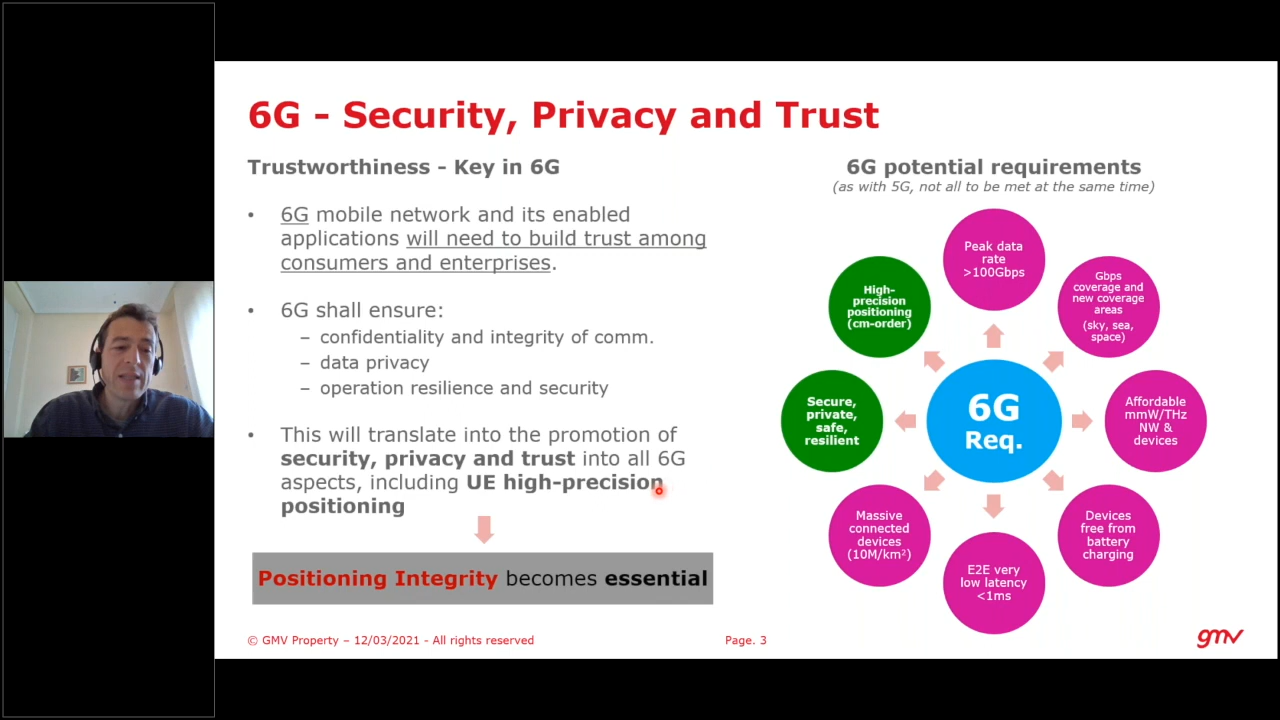 6G - Security, Privacy and Trust
Trustworthiness - Key in 6G
• 6G mobile network and its enabled
applications will need to build trust among
consumers and enterprises.
• 6G shall ensure:
– confidentiality and integrity of comm.
– data privacy
– operation resilience and security
• This will translate into the promotion of
security, privacy and trust into all 6G
aspects, including UE high-precision
positioning
Positioning Integrity becomes essential
6G potential requirements
(as with 5G, not all to be met at the same time)
Peak data
rate
>100Gbps
Gbps
coverage and
new coverage
areas
(sky, sea,
space)
Affordable
mmW/THz
NW &
devices
Devices
free from
battery
charging
E2E very
low latency
<1ms
Massive
connected
devices
(10M/km²)
Secure,
private,
safe,
resilient
High-
precision
positioning
(cm-order)
6G
Req.
© GMV Property – 12/03/2021 - All rights reserved
Page. 3
gmv